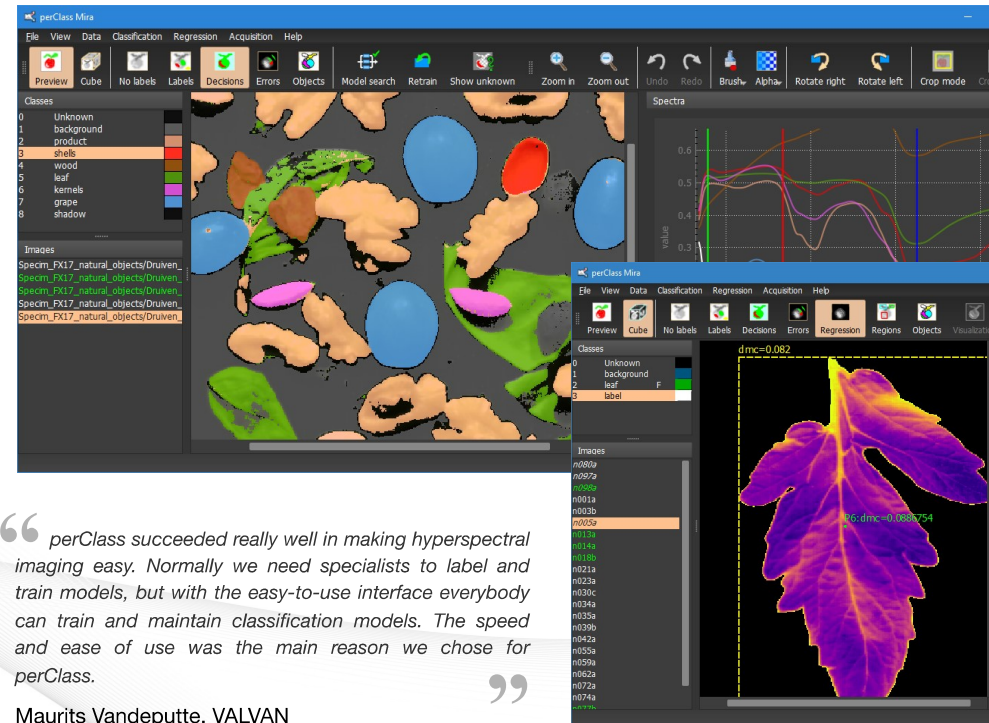 perClass Mira
File View Data Classification Regression Acquisition Help
Preview Cube No labels Labels Decisions Errors Objects Model search Retrain Show unknown Zoom in Zoom out Undo Redo Brush Alpha Rotate right Rotate left Crop mode
Classes
0 Unknown
1 background
2 product
3 shells
4 wood
5 leaf
6 kernels
7 grape
8 shadow
Images
Specim_FX17_natural_objects/Druiven_
Specim_FX17_natural_objects/Druiven_
Specim_FX17_natural_objects/Druiven_
Specim_FX17_natural_objects/Druiven_
Specim_FX17_natural_objects/Druiven_
Spectra
0.6
0.5
0.4
0.3
value
perClass Mira
File View Data Classification Regression Acquisition Help
Preview Cube No labels Labels Decisions Errors Regression Regions Objects
Classes
0 Unknown
1 background
2 leaf F
3 label
Images
n080a
n097a
n098a
n001a
n003b
n005a
n013a
n014a
n018b
n021a
n023a
n030c
n034a
n035a
n039b
n042a
n055a
n059a
n062a
n072a
n074a
n077b
dmc=0.082
P6:dmc=0.0886754
“ perClass succeeded really well in making hyperspectral
imaging easy. Normally we need specialists to label and
train models, but with the easy-to-use interface everybody
can train and maintain classification models. The speed
and ease of use was the main reason we chose for
perClass. ”
Maurits Vandeputte, VALVAN